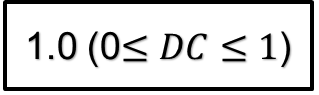 1.0 (0≤ DC ≤ 1)